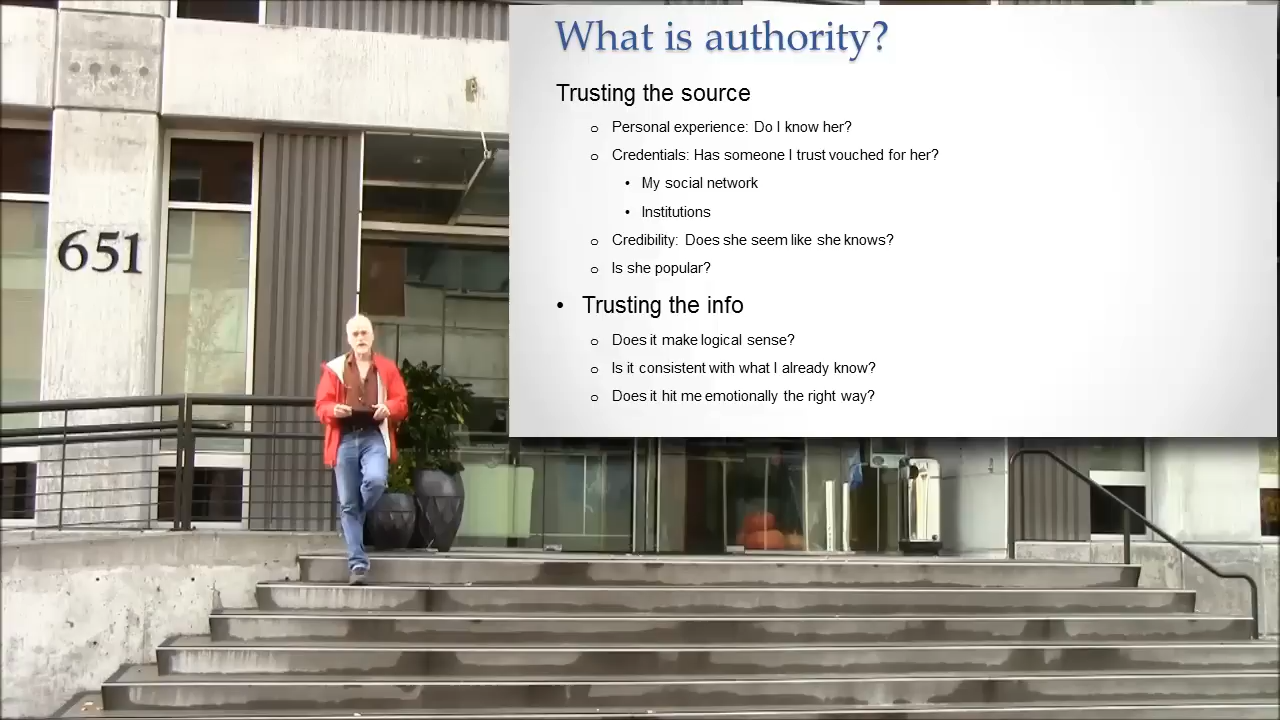 What is authority?
Trusting the source
o Personal experience: Do I know her?
o Credentials: Has someone I trust vouched for her?
• My social network
• Institutions
o Credibility: Does she seem like she knows?
o Is she popular?
• Trusting the info
o Does it make logical sense?
o Is it consistent with what I already know?
o Does it hit me emotionally the right way?
651